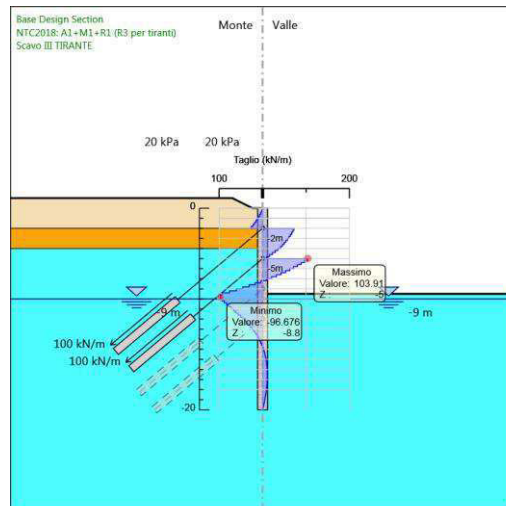 Base Design Section
NTC2018: A1+M1+R1 (R3 per tiranti)
Scavo III TIRANTE
Monte Valle
20 kPa 20 kPa
Taglio (kN/m)
100 200
0
-2m
-5m
Massimo
Valore: 103.91
Z : -5
-9 m
Minimo
Valore: -96.676
Z : -8.8
-9 m
100 kN/m
100 kN/m
-20